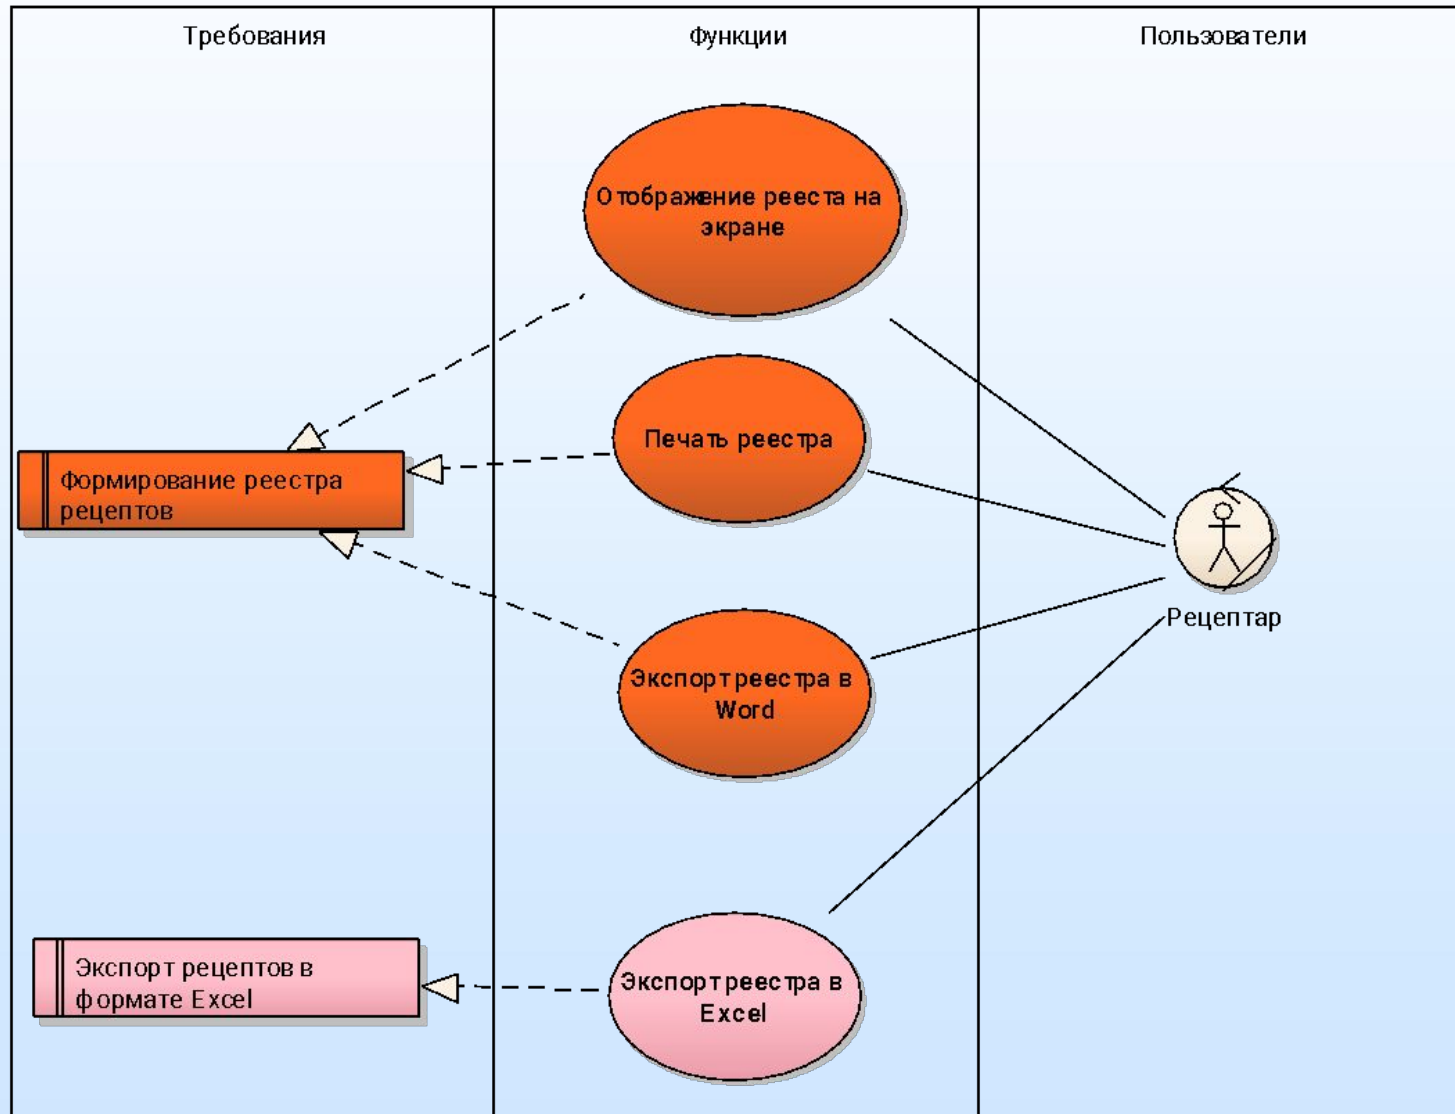 Требования
Функции
Пользователи
Отображение рееста на
экране
Печать реестра
Формирование реестра
рецептов
Рецептар
Экспорт реестра в
Word
Экспорт рецептов в
формате Excel
Экспорт реестра в
Excel